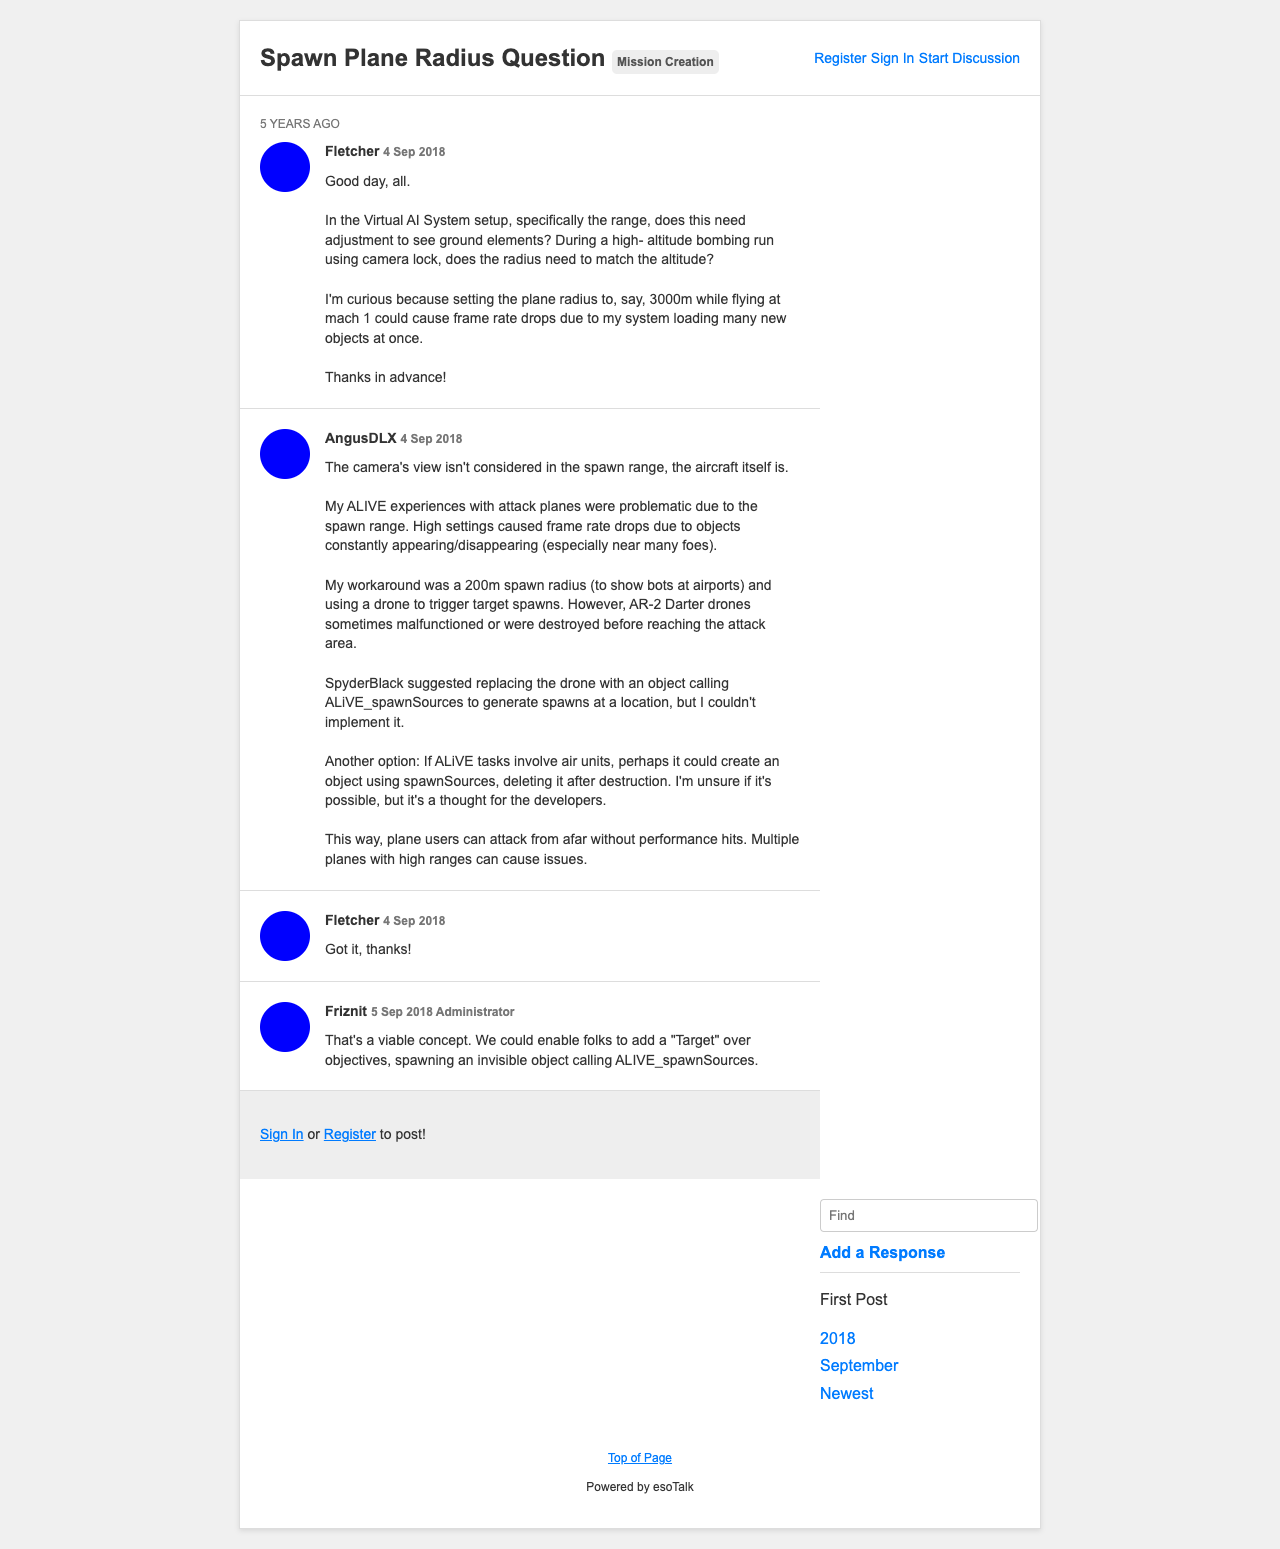 Spawn Plane Radius Question Mission Creation
Register Sign In Start Discussion
5 YEARS AGO
Fletcher 4 Sep 2018
Good day, all.
In the Virtual AI System setup, specifically the range, does this need
adjustment to see ground elements? During a high- altitude bombing run
using camera lock, does the radius need to match the altitude?
I'm curious because setting the plane radius to, say, 3000m while flying at
mach 1 could cause frame rate drops due to my system loading many new
objects at once.
Thanks in advance!
AngusDLX 4 Sep 2018
The camera's view isn't considered in the spawn range, the aircraft itself is.
My ALIVE experiences with attack planes were problematic due to the
spawn range. High settings caused frame rate drops due to objects
constantly appearing/disappearing (especially near many foes).
My workaround was a 200m spawn radius (to show bots at airports) and
using a drone to trigger target spawns. However, AR-2 Darter drones
sometimes malfunctioned or were destroyed before reaching the attack
area.
SpyderBlack suggested replacing the drone with an object calling
ALiVE_spawnSources to generate spawns at a location, but I couldn't
implement it.
Another option: If ALiVE tasks involve air units, perhaps it could create an
object using spawnSources, deleting it after destruction. I'm unsure if it's
possible, but it's a thought for the developers.
This way, plane users can attack from afar without performance hits. Multiple
planes with high ranges can cause issues.
Fletcher 4 Sep 2018
Got it, thanks!
Friznit 5 Sep 2018 Administrator
That's a viable concept. We could enable folks to add a "Target" over
objectives, spawning an invisible object calling ALIVE_spawnSources.
Sign In or Register to post!
Find
Add a Response
First Post
2018
September
Newest
Top of Page
Powered by esoTalk